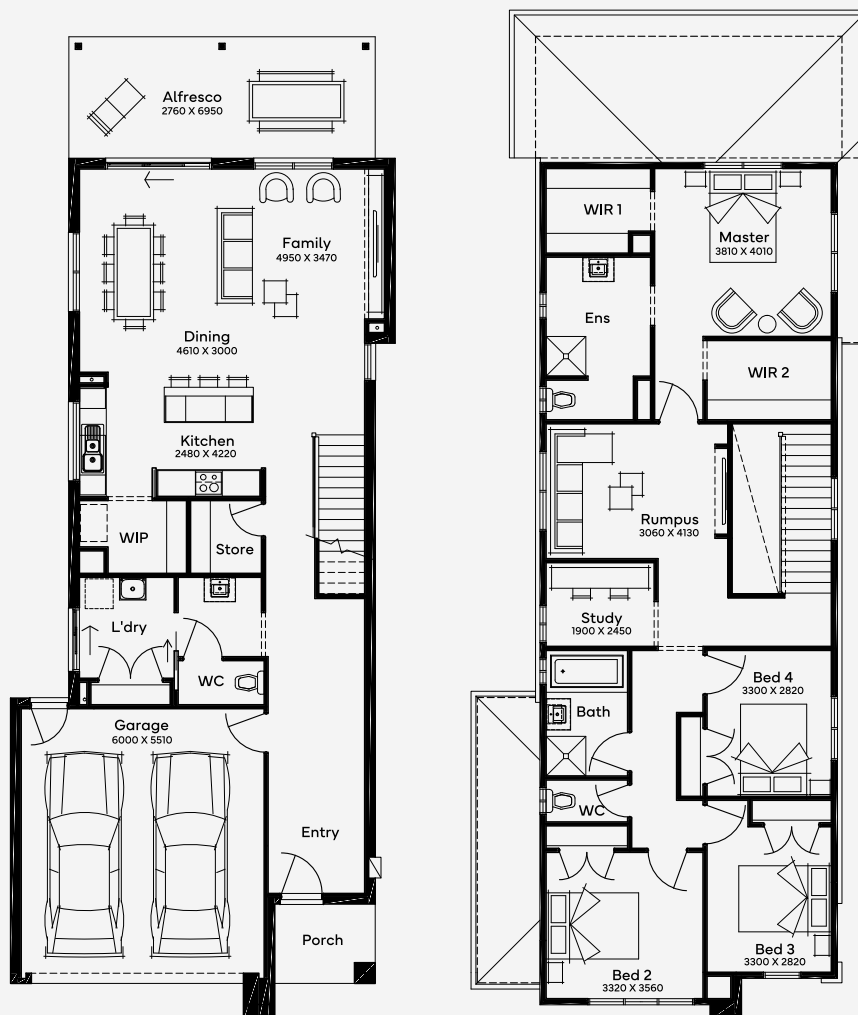 Alfresco
2760 X 6950
Family
4950 X 3470
Dining
4610 X 3000
Kitchen
2480 X 4220
WIP
Store
L'dry
WC
Garage
6000 X 5510
Entry
Porch
WIR 1
Master
3810 X 4010
Ens
WIR 2
Rumpus
3060 X 4130
Study
1900 X 2450
Bed 4
3300 X 2820
Bath
WC
Bed 3
3300 X 2820
Bed 2
3320 X 3560